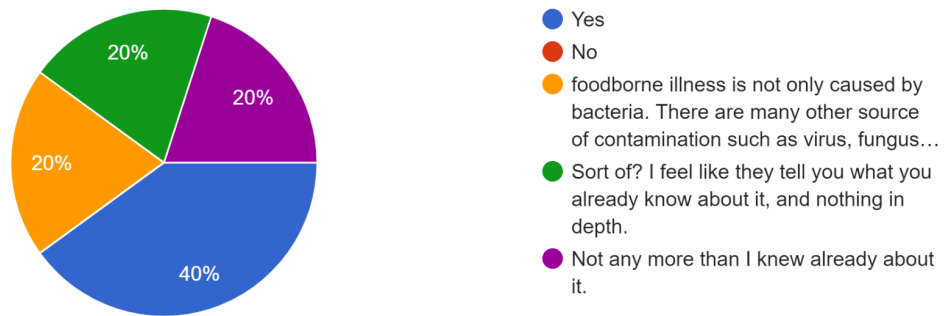 20%
20%
20%
40%
Yes
No
foodborne illness is not only caused by
bacteria. There are many other source
of contamination such as virus, fungus…
Sort of? I feel like they tell you what you
already know about it, and nothing in
depth.
Not any more than I knew already about
it.